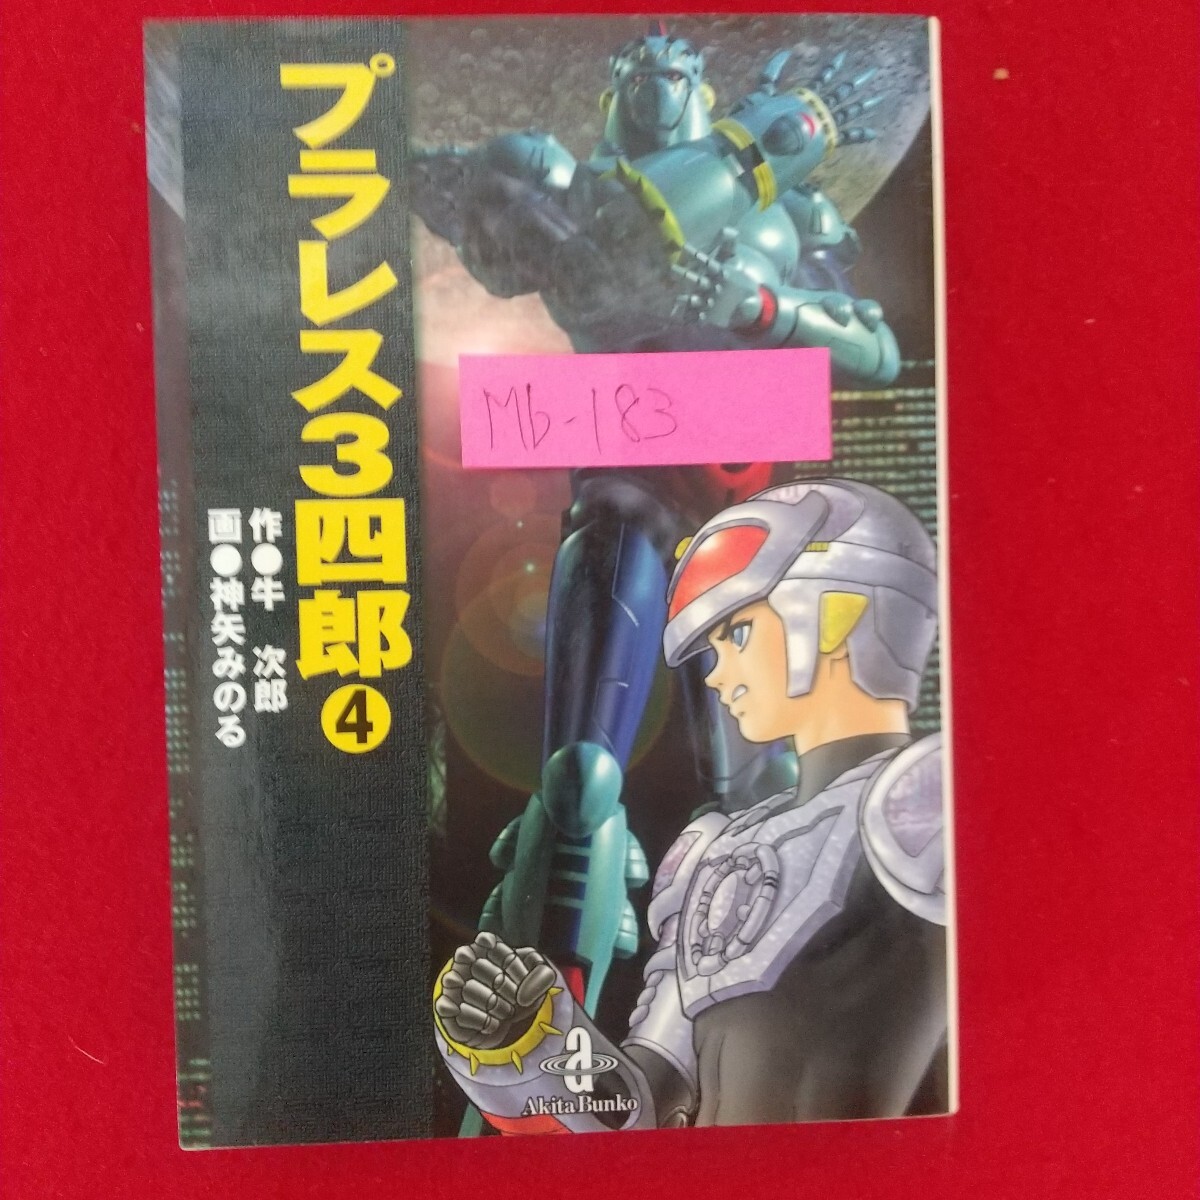 プラレス3四郎④
作●牛 次郎
画●神矢みのる
Mb-183
a
Akita Bunko